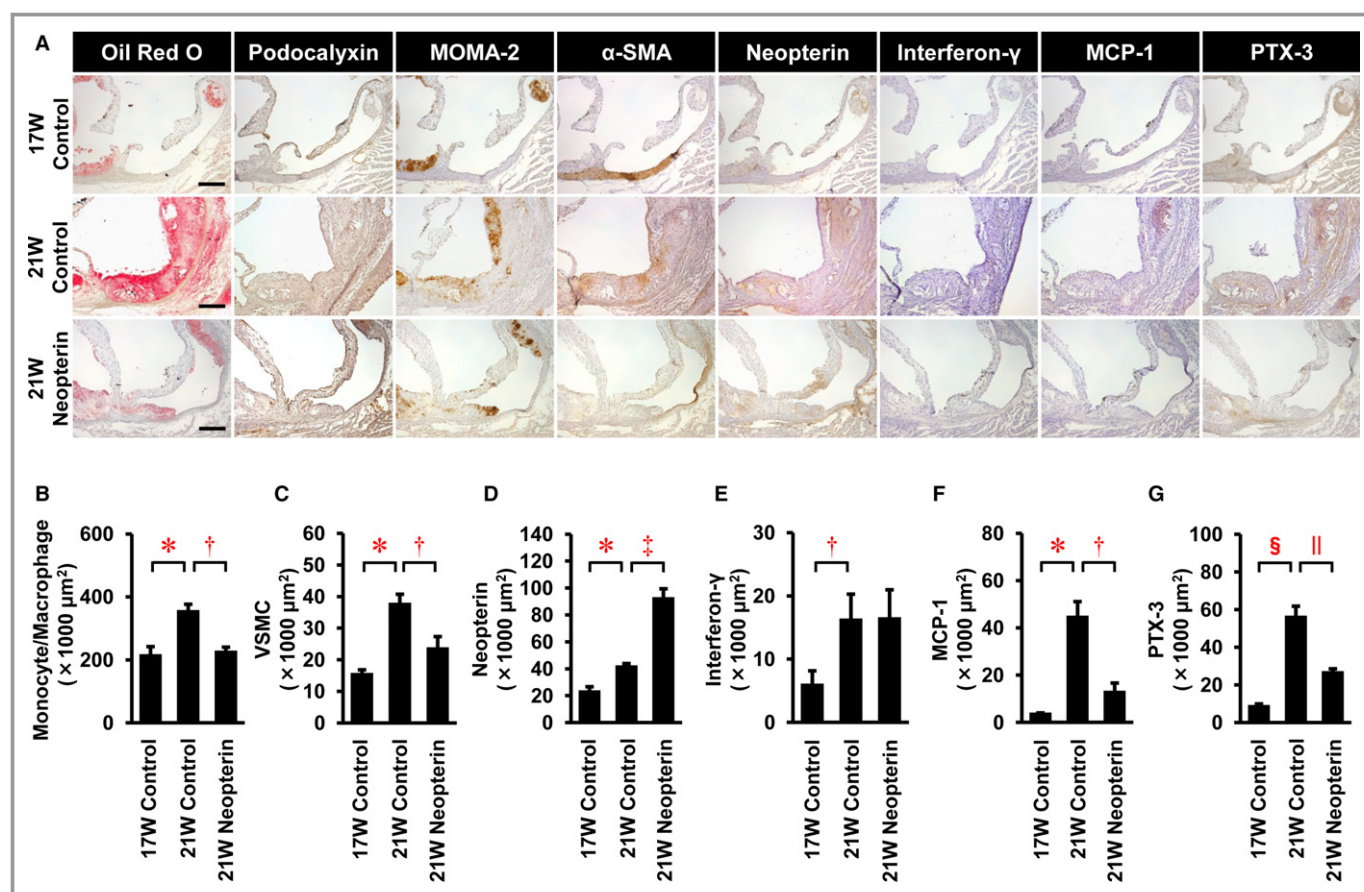 A
Oil Red O
Podocalyxin
MOMA-2
α-SMA
Neopterin
Interferon-γ
MCP-1
PTX-3
17W
Control
21W
Control
21W
Neopterin
B
Monocyte/Macrophage
(×1000 μm²)
600
400
200
0
*
†
17W Control
21W Control
21W Neopterin
C
VSMC
(×1000 μm²)
60
50
40
30
20
10
0
*
†
17W Control
21W Control
21W Neopterin
D
Neopterin
(×1000 μm²)
140
120
100
80
60
40
20
0
*
‡
17W Control
21W Control
21W Neopterin
E
Interferon-γ
(×1000 μm²)
30
20
10
0
†
17W Control
21W Control
21W Neopterin
F
MCP-1
(×1000 μm²)
80
60
40
20
0
*
†
17W Control
21W Control
21W Neopterin
G
PTX-3
(×1000 μm²)
100
80
60
40
20
0
§
||
17W Control
21W Control
21W Neopterin